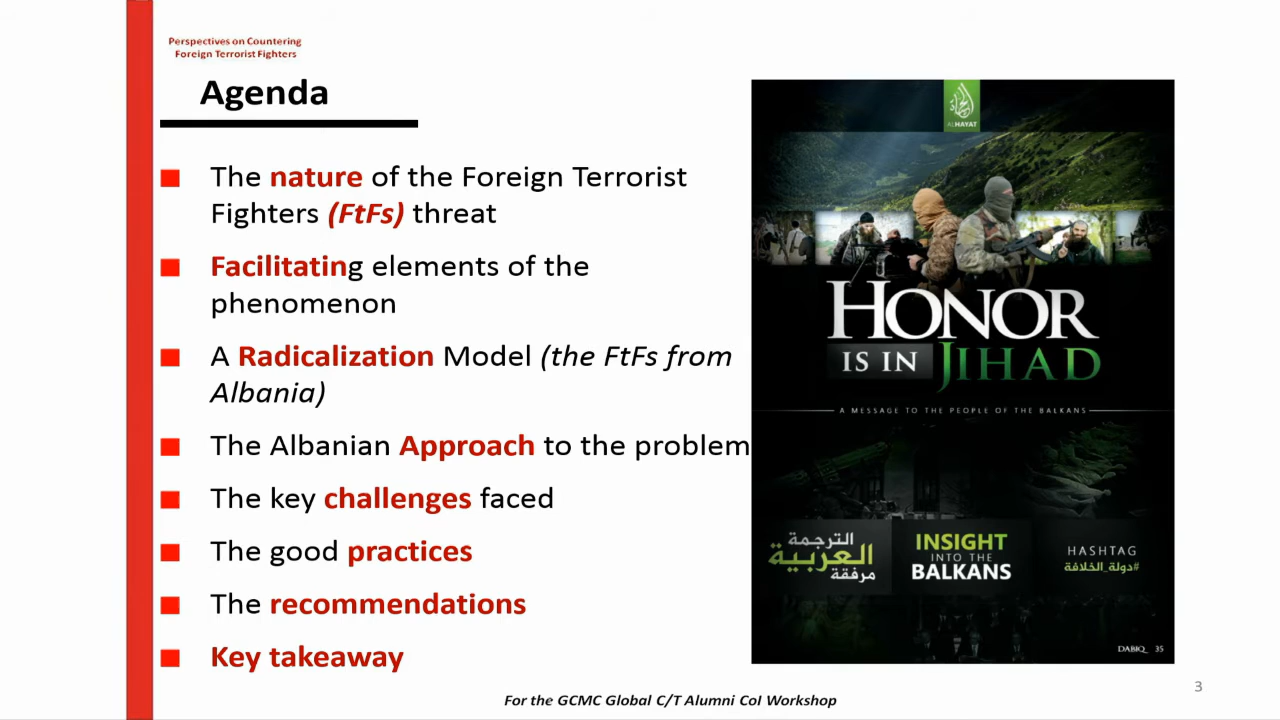 Perspectives on Countering
Foreign Terrorist Fighters
Agenda
The nature of the Foreign Terrorist
Fighters (FtFs) threat
Facilitating elements of the
phenomenon
A Radicalization Model (the FtFs from
Albania)
The Albanian Approach to the problem
The key challenges faced
The good practices
The recommendations
Key takeaway
ALHAYAT
HONOR
IS IN JIHAD
A MESSAGE TO THE PEOPLE OF THE BALKANS
الترجمة
العربية
مرفقة
INSIGHT
INTO THE
BALKANS
HASHTAG
#دولة_الخلافة
DABIQ 35
3
For the GCMC Global C/T Alumni CoI Workshop